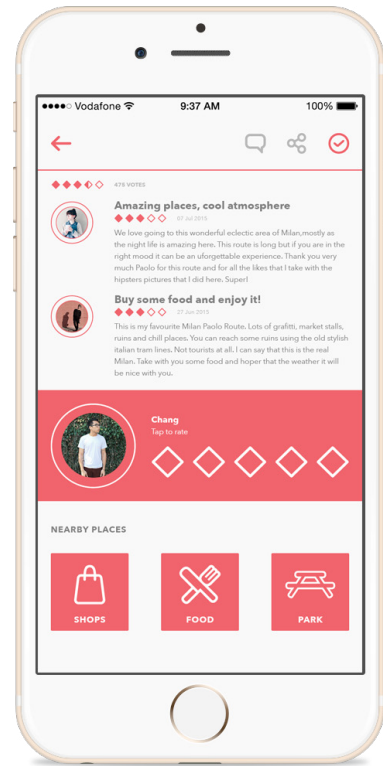 Vodafone 9:37 AM 100%
476 VOTES
Amazing places, cool atmosphere
07 Jul 2015
We love going to this wonderful eclectic area of Milan,mostly as
the night life is amazing here. This route is long but if you are in the
right mood it can be an uforgettable experience. Thank you very
much Paolo for this route and for all the likes that I take with the
hipsters pictures that I did here. Super!
Buy some food and enjoy it!
27 Jan 2015
This is my favourite Milan Paolo Route. Lots of grafitti, market stalls,
ruins and chill places. You can reach some ruins using the old stylish
italian tram lines. Not tourists at all. I can say that this is the real
Milan. Take with you some food and hoper that the weather it will
be nice with you.
Chang
Tap to rate
NEARBY PLACES
SHOPS FOOD PARK